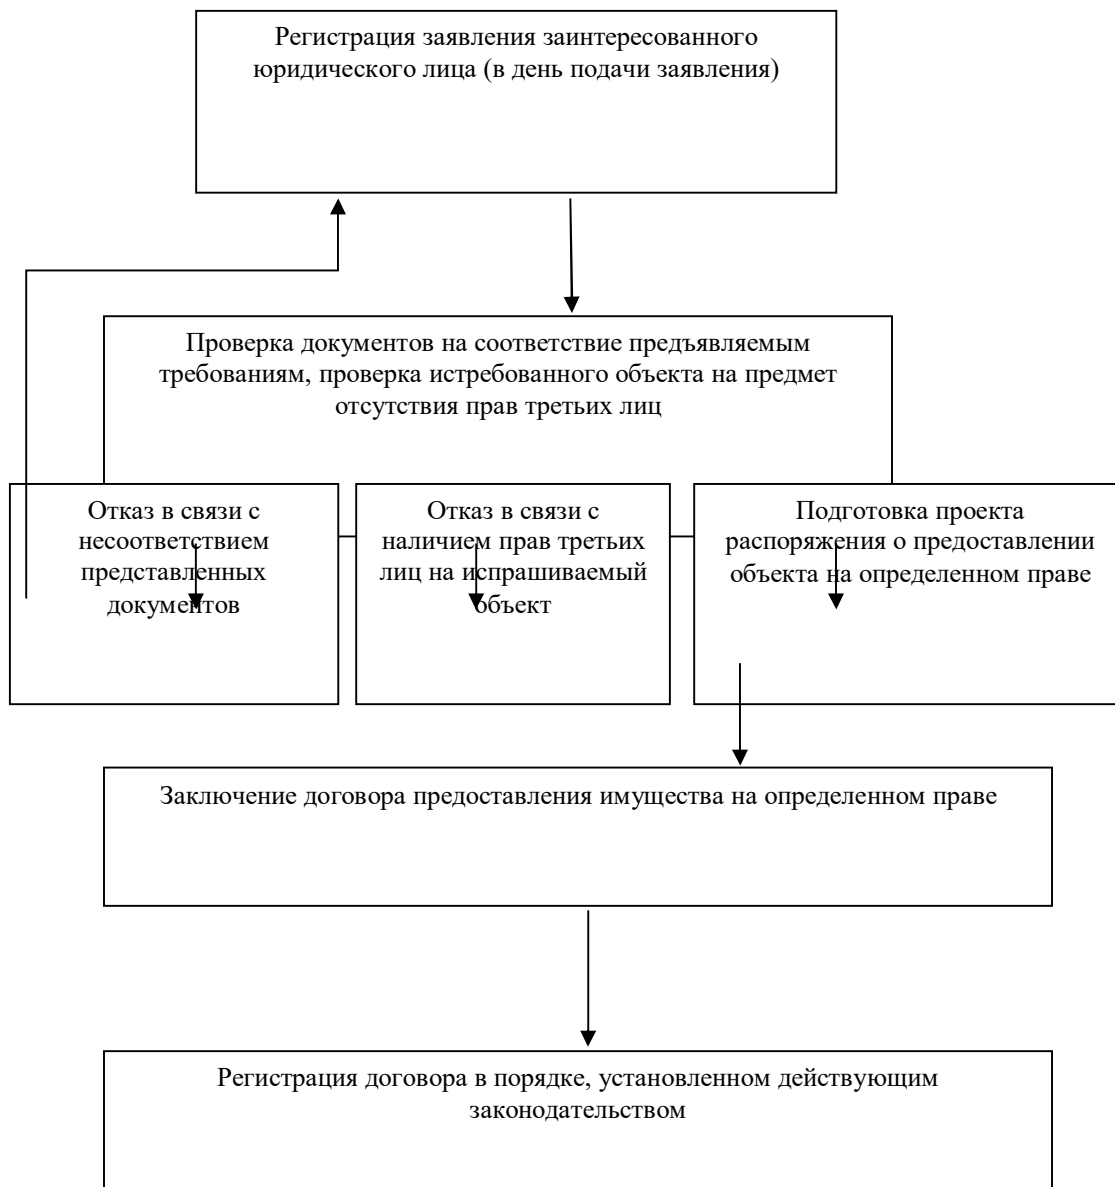 Регистрация заявления заинтересованного
юридического лица (в день подачи заявления)
Проверка документов на соответствие предъявляемым
требованиям, проверка истребованного объекта на предмет
отсутствия прав третьих лиц
Отказ в связи с
несоответствием
представленных
документов
Отказ в связи с
наличием прав третьих
лиц на испрашиваемый
объект
Подготовка проекта
распоряжения о предоставлении
объекта на определенном праве
Заключение договора предоставления имущества на определенном праве
Регистрация договора в порядке, установленном действующим
законодательством